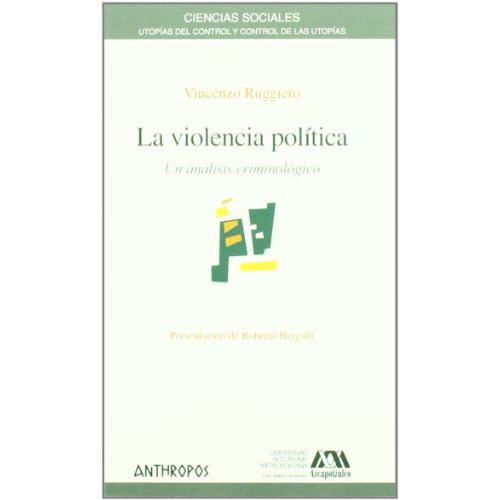 CIENCIAS SOCIALES
UTOPÍAS DEL CONTROL Y CONTROL DE LAS UTOPÍAS
Vincenzo Ruggiero
La violencia política
Un análisis criminológico
Presentación de Roberto Bergalli
ANTHROPOS
UNIVERSIDAD
AUTÓNOMA
METROPOLITANA
Azcapotzalco